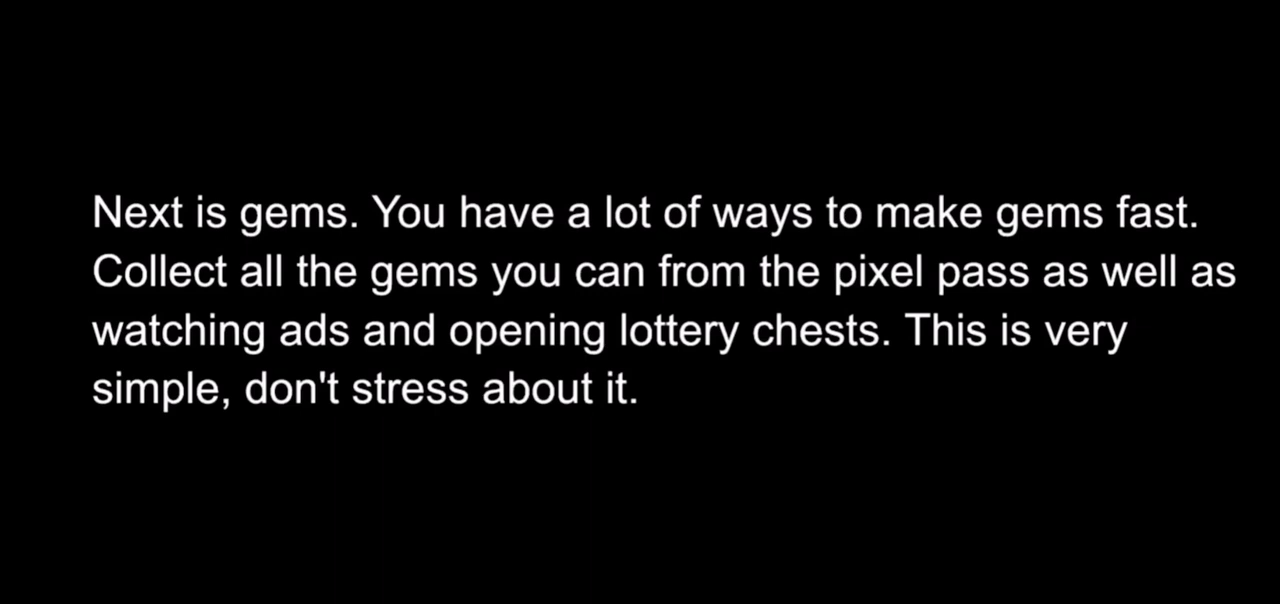 Next is gems. You have a lot of ways to make gems fast.
Collect all the gems you can from the pixel pass as well as
watching ads and opening lottery chests. This is very
simple, don't stress about it.